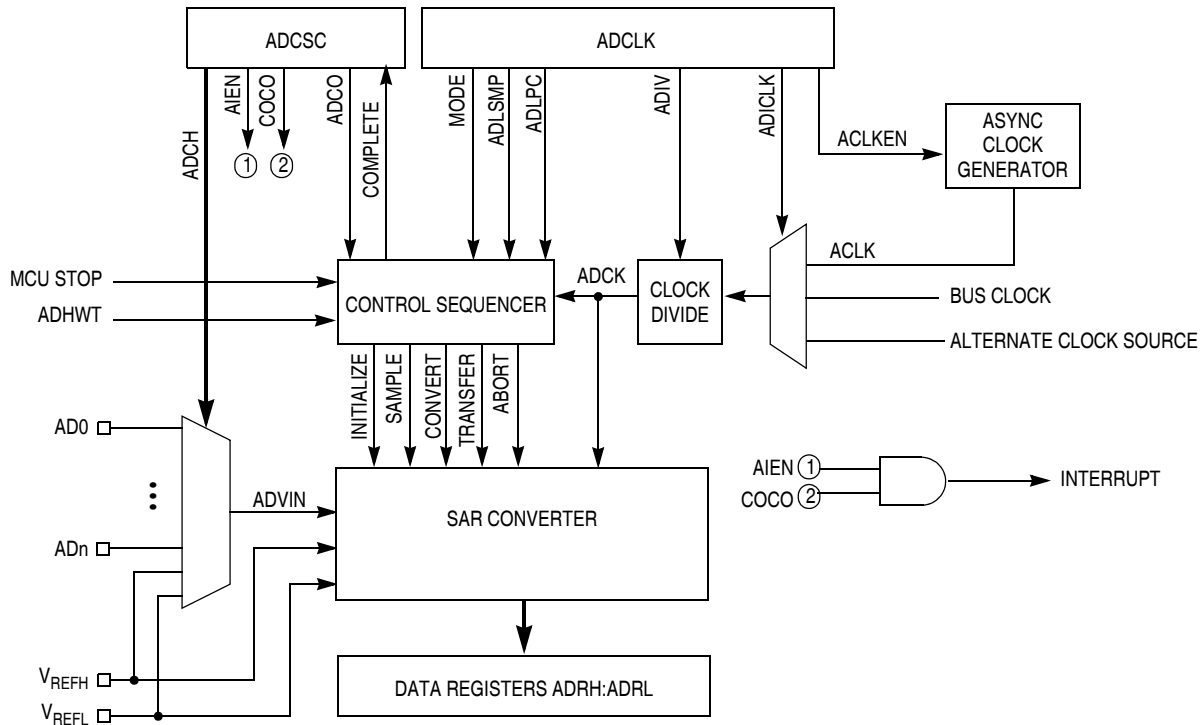 ADCSC
ADCLK
ADCH
AIEN
COCO
ADCO
COMPLETE
MODE
ADLSMP
ADLPC
ADIV
ADICLK
ACLKEN
ASYNC
CLOCK
GENERATOR
1
2
MCU STOP
ADHWT
CONTROL SEQUENCER
ADCK
CLOCK
DIVIDE
ACLK
BUS CLOCK
ALTERNATE CLOCK SOURCE
INITIALIZE
SAMPLE
CONVERT
TRANSFER
ABORT
AD0
•••
ADn
ADVIN
SAR CONVERTER
AIEN 1
COCO 2
INTERRUPT
VREFH
VREFL
DATA REGISTERS ADRH:ADRL